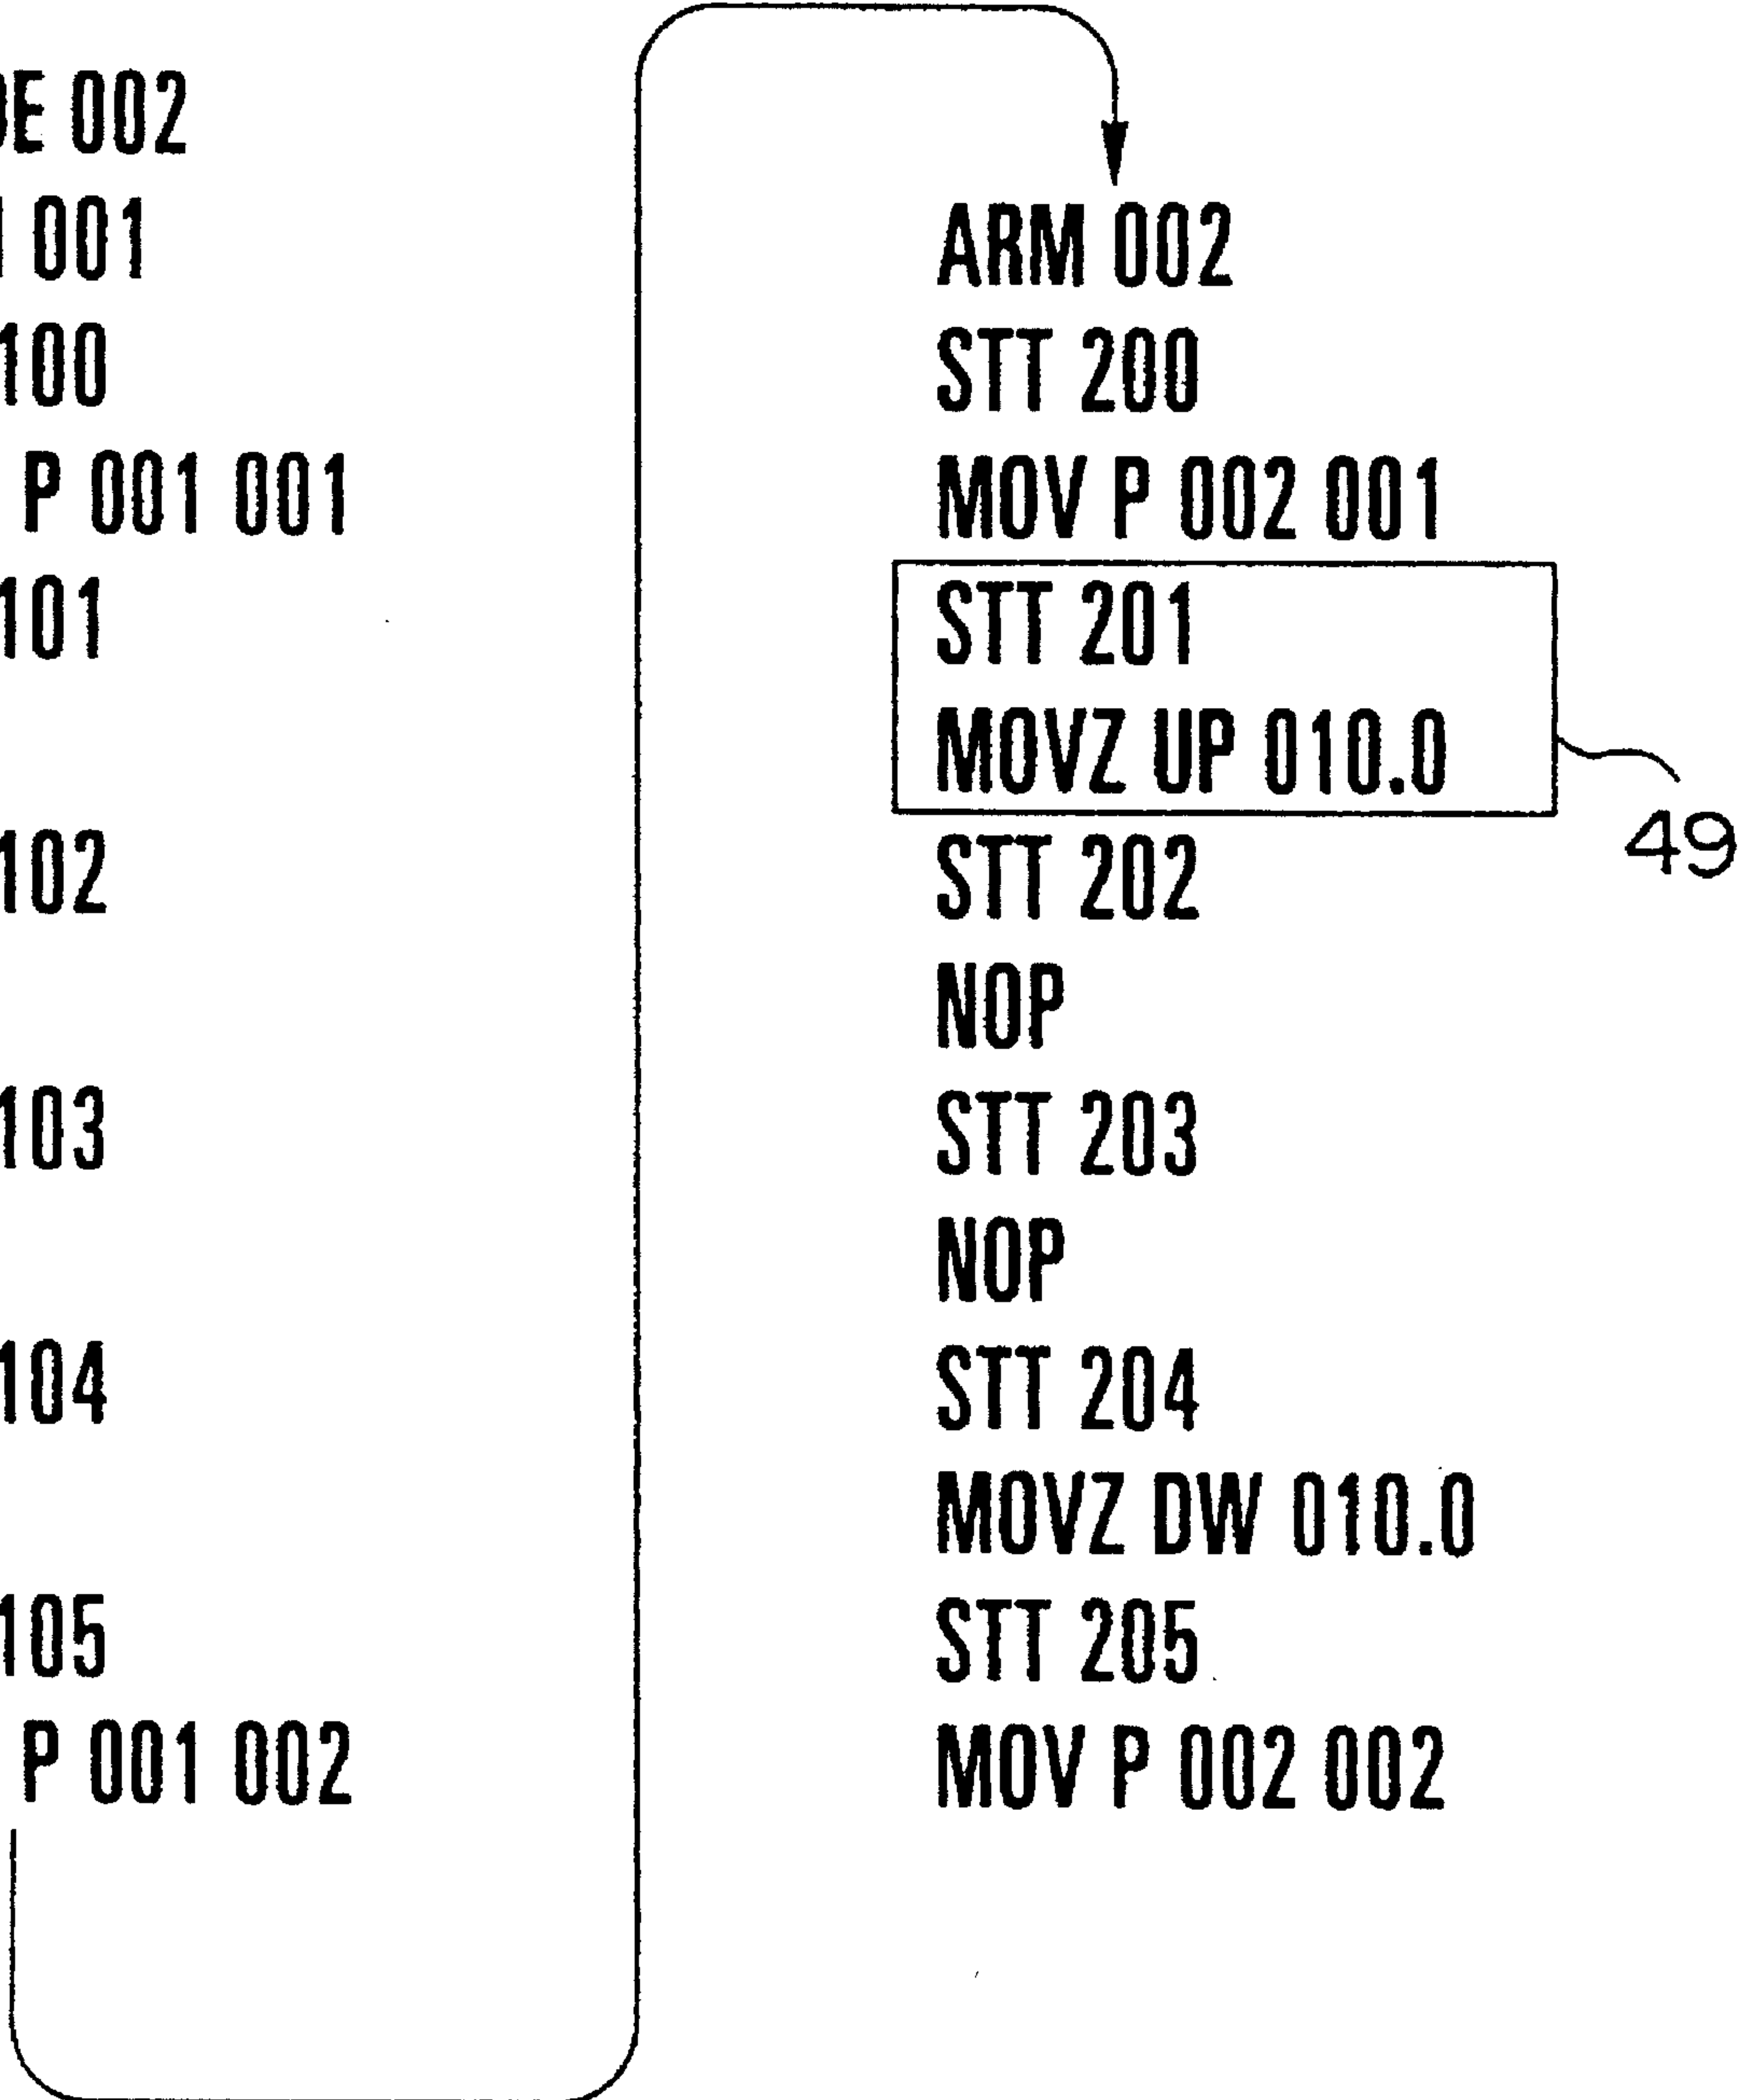 002
001
100
P 001 001
101
102
103
104
105
P 001 002
ARM 002
STT 200
MOV P 002 001
STT 201
MOVZ UP 010.0
49
STT 202
NOP
STT 203
NOP
STT 204
MOVZ DW 010.0
STT 205
MOV P 002 002